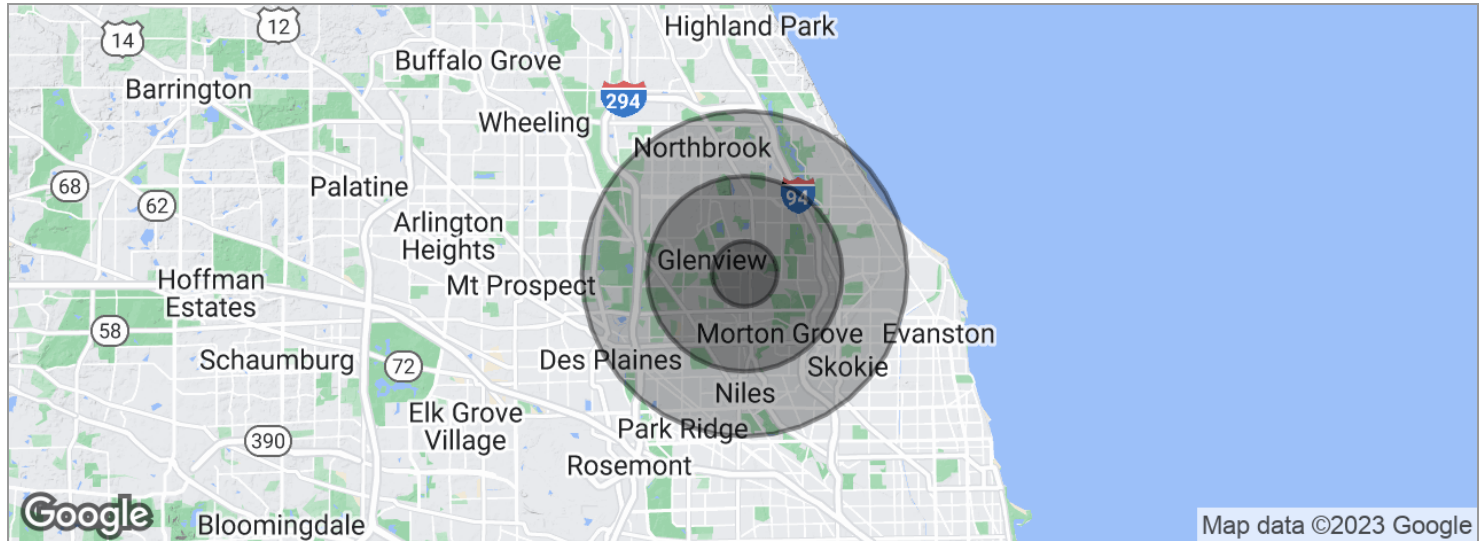 Highland Park
12
14
Buffalo Grove
Barrington
294
Wheeling
Northbrook
68
Palatine
94
62
Arlington
Heights
Glenview
Hoffman
Estates
Mt Prospect
58
Morton Grove
Evanston
Schaumburg
72
Des Plaines
Skokie
Niles
Elk Grove
Village
Park Ridge
390
Rosemont
Google
Bloomingdale
Map data ©2023 Google